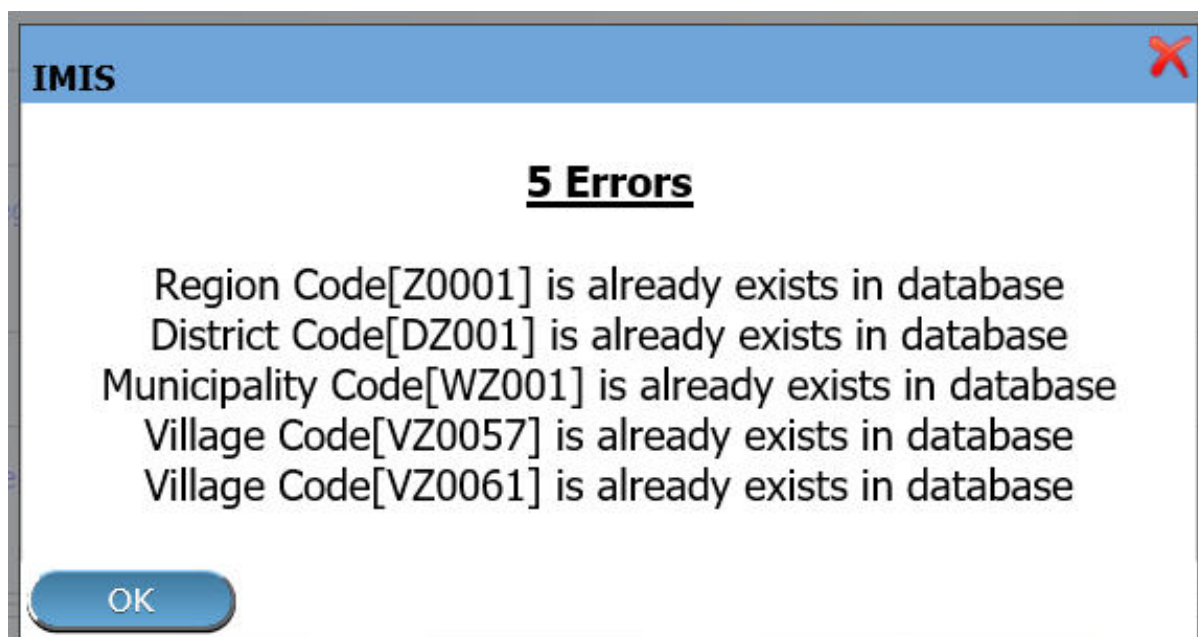 IMIS
5 Errors
Region Code[Z0001] is already exists in database
District Code[DZ001] is already exists in database
Municipality Code[WZ001] is already exists in database
Village Code[VZ0057] is already exists in database
Village Code[VZ0061] is already exists in database
OK